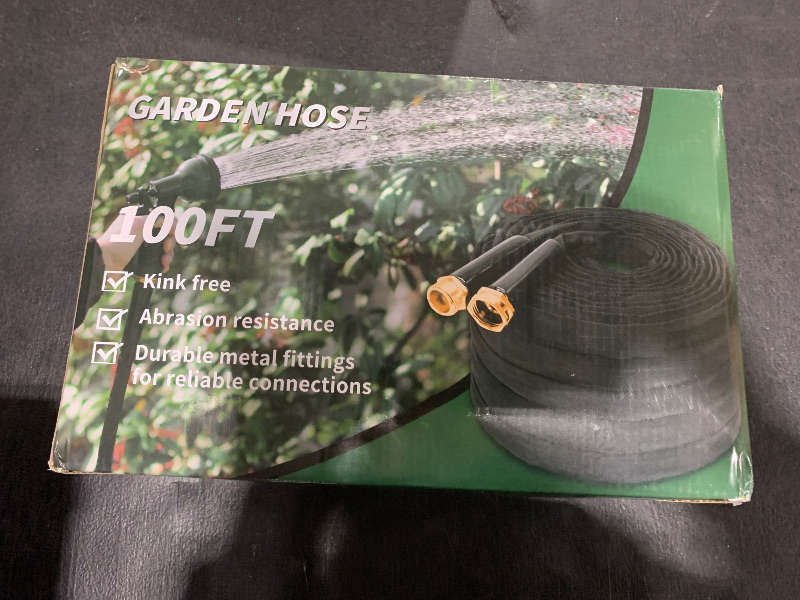 GARDEN HOSE
100FT
Kink free
Abrasion resistance
Durable metal fittings
for reliable connections